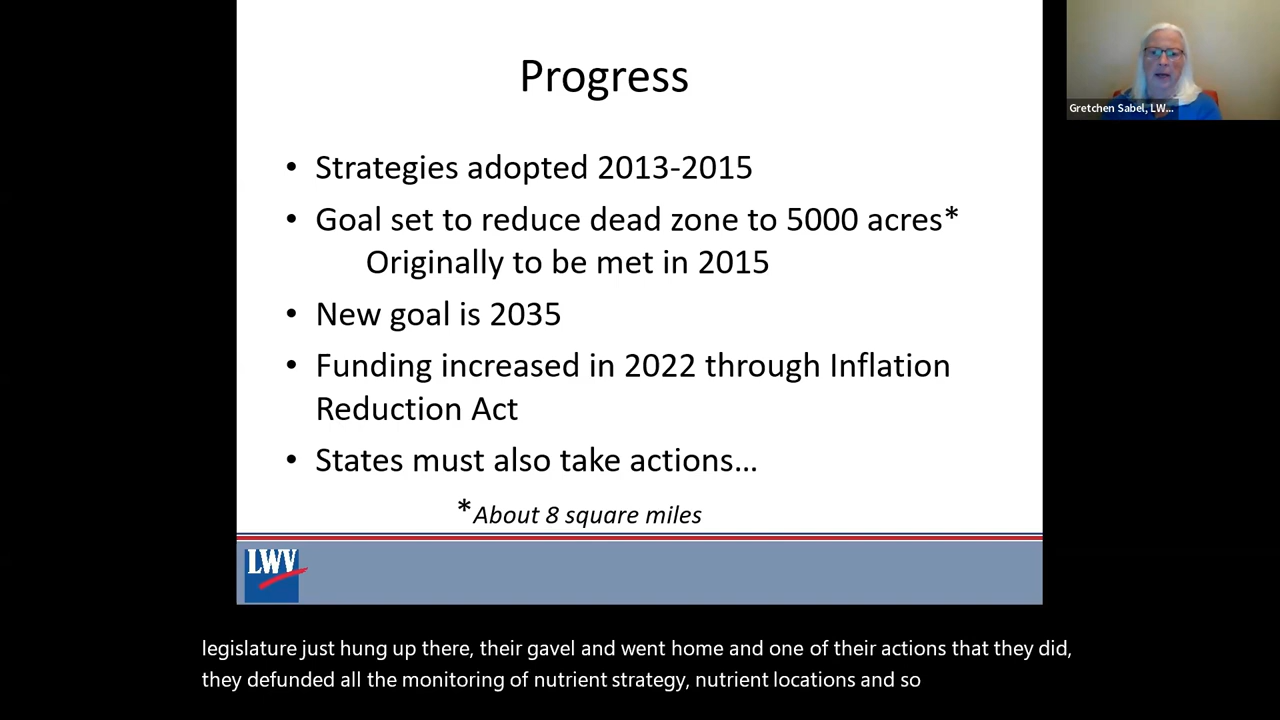 Progress
• Strategies adopted 2013-2015
• Goal set to reduce dead zone to 5000 acres*
Originally to be met in 2015
• New goal is 2035
• Funding increased in 2022 through Inflation
Reduction Act
• States must also take actions…
*About 8 square miles
LWV
Gretchen Sabel, LW...
legislature just hung up there, their gavel and went home and one of their actions that they did,
they defunded all the monitoring of nutrient strategy, nutrient locations and so